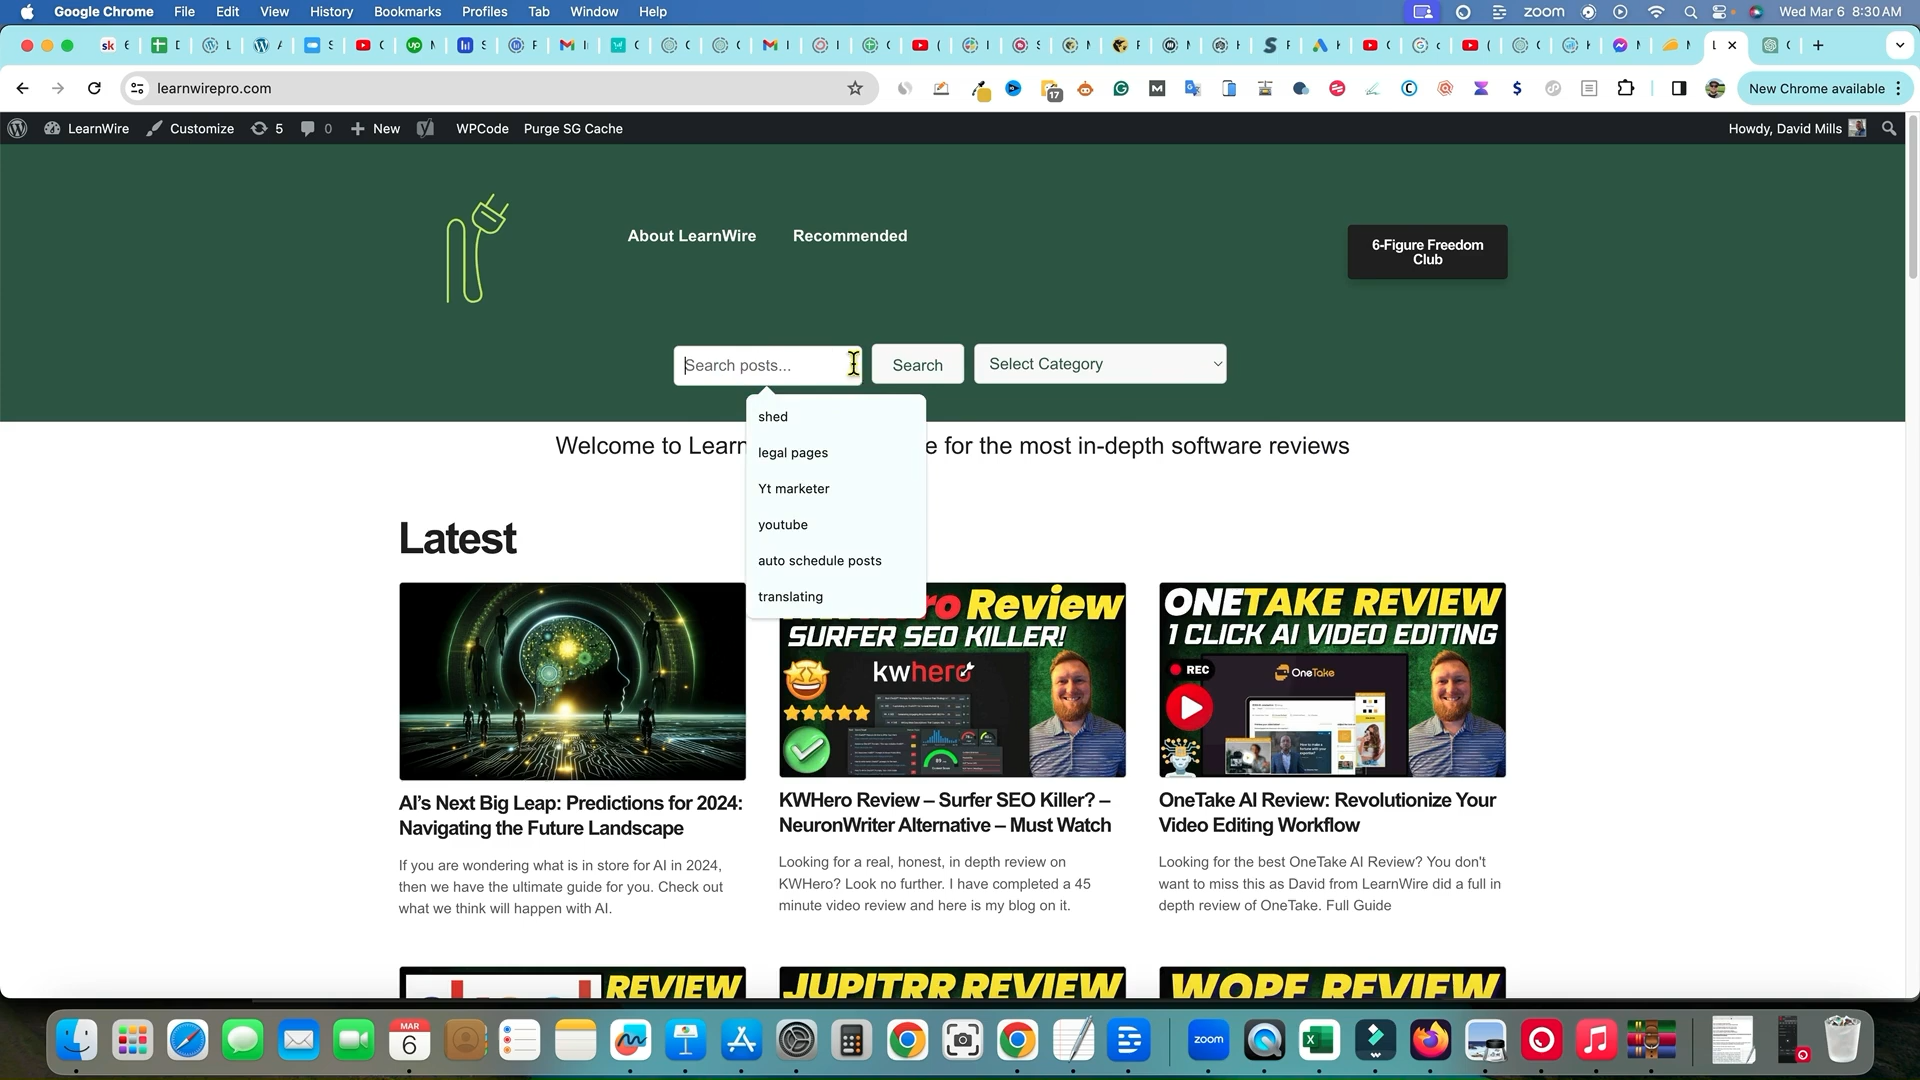 Google Chrome File Edit View History Bookmarks Profiles Tab Window Help
zoom
Wed Mar 6 8:30 AM
learnwirepro.com
17
New Chrome available
LearnWire Customize 5 0 New WPCode Purge SG Cache
Howdy, David Mills
About LearnWire Recommended
6-Figure Freedom
Club
Search posts...
Search
Select Category
shed
legal pages
Yt marketer
youtube
auto schedule posts
translating
Welcome to Learn
e for the most in-depth software reviews
Latest
ro Review
SURFER SEO KILLER!
kwhero
ONETAKE REVIEW
1 CLICK AI VIDEO EDITING
REC
OneTake
AI's Next Big Leap: Predictions for 2024:
Navigating the Future Landscape
If you are wondering what is in store for AI in 2024,
then we have the ultimate guide for you. Check out
what we think will happen with AI.
KWHero Review – Surfer SEO Killer? –
NeuronWriter Alternative – Must Watch
Looking for a real, honest, in depth review on
KWHero? Look no further. I have completed a 45
minute video review and here is my blog on it.
OneTake AI Review: Revolutionize Your
Video Editing Workflow
Looking for the best OneTake AI Review? You don't
want to miss this as David from LearnWire did a full in
depth review of OneTake. Full Guide
REVIEW
JUPITRR REVIEW
WOPE REVIEW
MAR
6
zoom